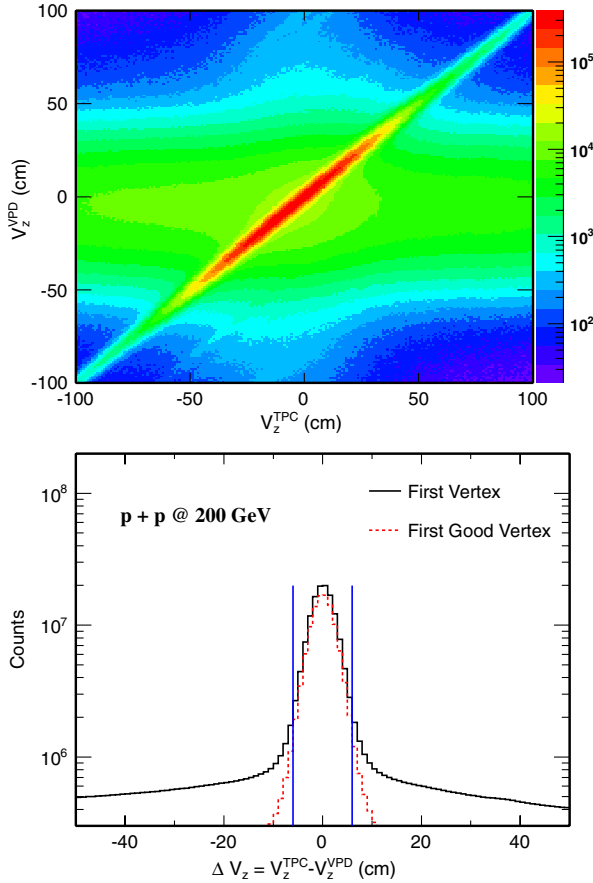 100
50
0
-50
-100
V_z^VPD (cm)
-100 -50 0 50 100
V_z^TPC (cm)
10^5
10^4
10^3
10^2
10^8
10^7
10^6
Counts
p + p @ 200 GeV
First Vertex
First Good Vertex
-40 -20 0 20 40
Δ V_z = V_z^TPC-V_z^VPD (cm)